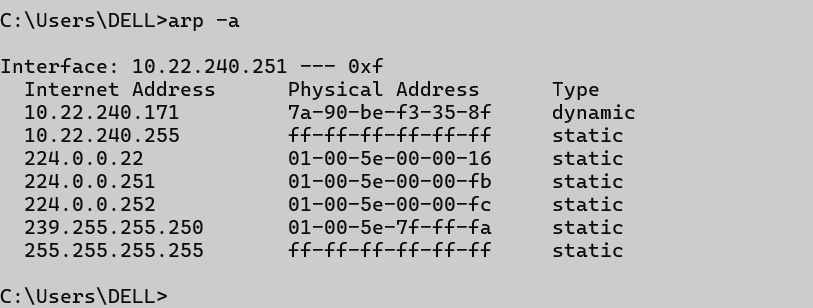 C:\Users\DELL>arp -a
Interface: 10.22.240.251 --- 0xf
Internet Address Physical Address Type
10.22.240.171 7a-90-be-f3-35-8f dynamic
10.22.240.255 ff-ff-ff-ff-ff-ff static
224.0.0.22 01-00-5e-00-00-16 static
224.0.0.251 01-00-5e-00-00-fb static
224.0.0.252 01-00-5e-00-00-fc static
239.255.255.250 01-00-5e-7f-ff-fa static
255.255.255.255 ff-ff-ff-ff-ff-ff static
C:\Users\DELL>